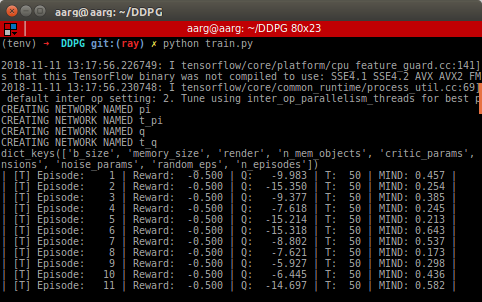 aarg@aarg: ~/DDPG
aarg@aarg: ~/DDPG 80x23
(tenv) → DDPG git:(ray) ✗ python train.py
2018-11-11 13:17:56.226749: I tensorflow/core/platform/cpu_feature_guard.cc:141]
s that this TensorFlow binary was not compiled to use: SSE4.1 SSE4.2 AVX AVX2 FM
2018-11-11 13:17:56.230748: I tensorflow/core/common_runtime/process_util.cc:69]
default inter op setting: 2. Tune using inter_op_parallelism_threads for best p
CREATING NETWORK NAMED pi
CREATING NETWORK NAMED t_pi
CREATING NETWORK NAMED q
CREATING NETWORK NAMED t_q
dict_keys(['b_size', 'memory_size', 'render', 'n_mem_objects', 'critic_params',
nsions', 'noise_params', 'random_eps', 'n_episodes'])
| [T] Episode: 1 | Reward: -0.500 | Q: -9.983 | T: 50 | MIND: 0.457 |
| [T] Episode: 2 | Reward: -0.500 | Q: -15.350 | T: 50 | MIND: 0.254 |
| [T] Episode: 3 | Reward: -0.500 | Q: -9.377 | T: 50 | MIND: 0.385 |
| [T] Episode: 4 | Reward: -0.500 | Q: -7.618 | T: 50 | MIND: 0.245 |
| [T] Episode: 5 | Reward: -0.500 | Q: -15.214 | T: 50 | MIND: 0.213 |
| [T] Episode: 6 | Reward: -0.500 | Q: -15.318 | T: 50 | MIND: 0.643 |
| [T] Episode: 7 | Reward: -0.500 | Q: -8.802 | T: 50 | MIND: 0.537 |
| [T] Episode: 8 | Reward: -0.500 | Q: -7.621 | T: 50 | MIND: 0.173 |
| [T] Episode: 9 | Reward: -0.500 | Q: -5.927 | T: 50 | MIND: 0.298 |
| [T] Episode: 10 | Reward: -0.500 | Q: -6.445 | T: 50 | MIND: 0.436 |
| [T] Episode: 11 | Reward: -0.500 | Q: -14.697 | T: 50 | MIND: 0.582 |